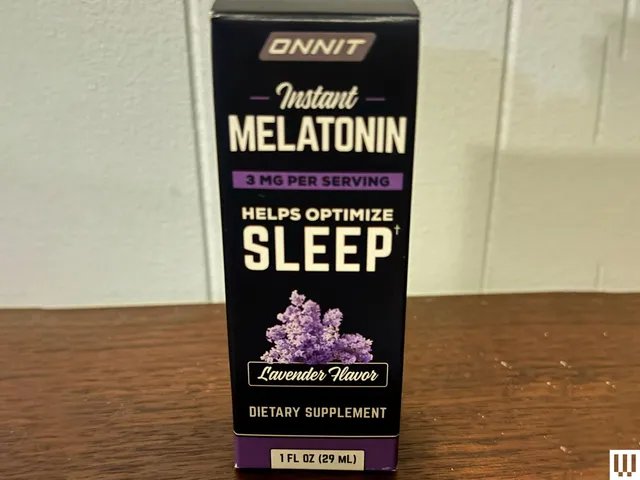 ONNIT
Instant
MELATONIN
3 MG PER SERVING
HELPS OPTIMIZE
SLEEP†
Lavender Flavor
DIETARY SUPPLEMENT
1 FL OZ (29 ML)
W